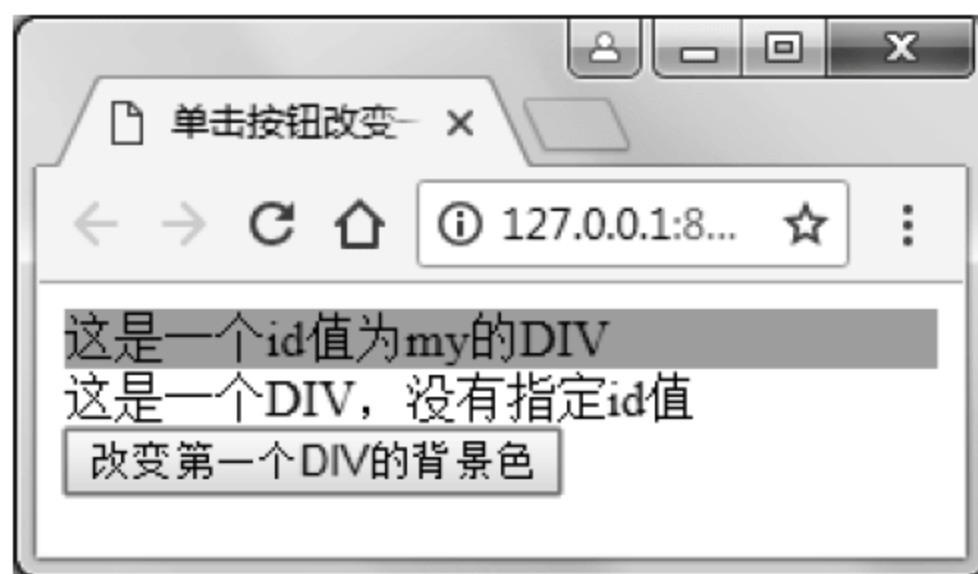 单击按钮改变一
127.0.0.1:8...
这是一个id值为my的DIV
这是一个DIV，没有指定id值
改变第一个DIV的背景色